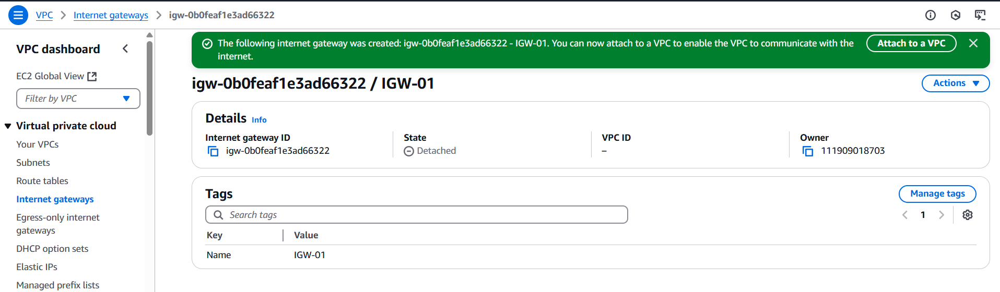 VPC > Internet gateways > igw-0b0feaf1e3ad66322
VPC dashboard
EC2 Global View
Filter by VPC
Virtual private cloud
Your VPCs
Subnets
Route tables
Internet gateways
Egress-only internet
gateways
DHCP option sets
Elastic IPs
Managed prefix lists
The following internet gateway was created: igw-0b0feaf1e3ad66322 - IGW-01. You can now attach to a VPC to enable the VPC to communicate with the
internet.
Attach to a VPC
igw-0b0feaf1e3ad66322 / IGW-01
Actions
Details Info
Internet gateway ID
igw-0b0feaf1e3ad66322
State
Detached
VPC ID
–
Owner
111909018703
Tags
Manage tags
Search tags
1
Key Value
Name IGW-01